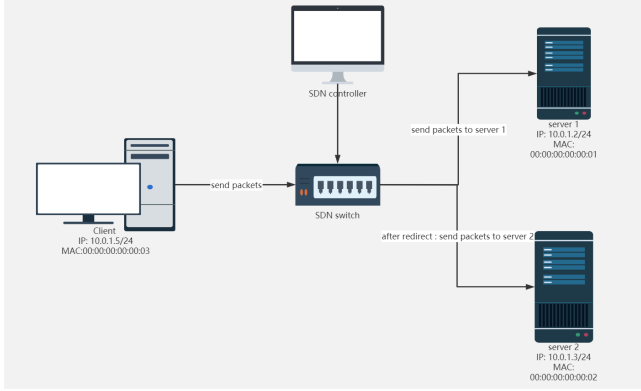 SDN controller
send packets to server 1
server 1
IP: 10.0.1.2/24
MAC:
00:00:00:00:00:01
send packets
SDN switch
Client
IP: 10.0.1.5/24
MAC:00:00:00:00:00:03
after redirect : send packets to server 2
server 2
IP: 10.0.1.3/24
MAC:
00:00:00:00:00:02